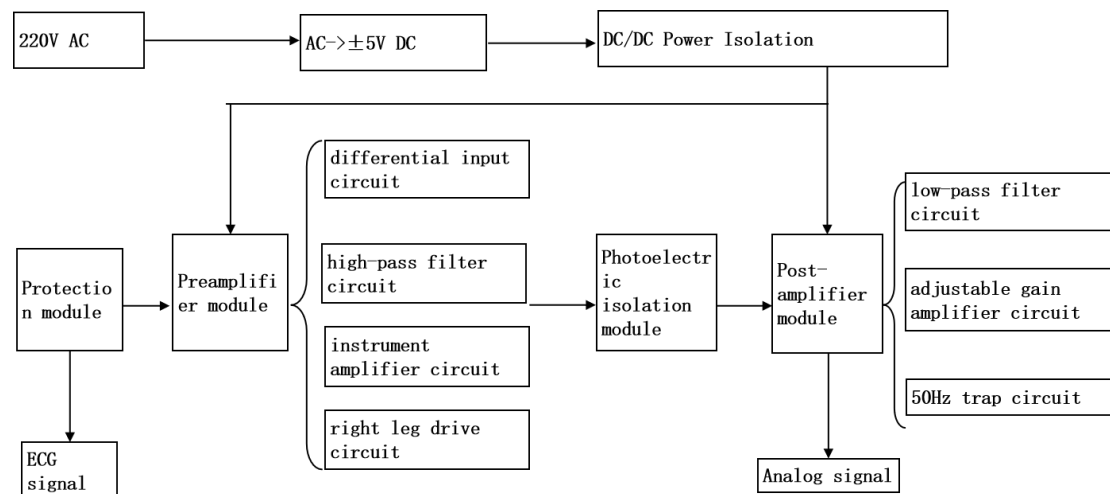 220V AC
AC->±5V DC
DC/DC Power Isolation
differential input
circuit
low-pass filter
circuit
Protectio
n module
Preamplifi
er module
high-pass filter
circuit
Photoelectr
ic
isolation
module
Post-
amplifier
module
adjustable gain
amplifier circuit
instrument
amplifier circuit
50Hz trap circuit
right leg drive
circuit
ECG
signal
Analog signal